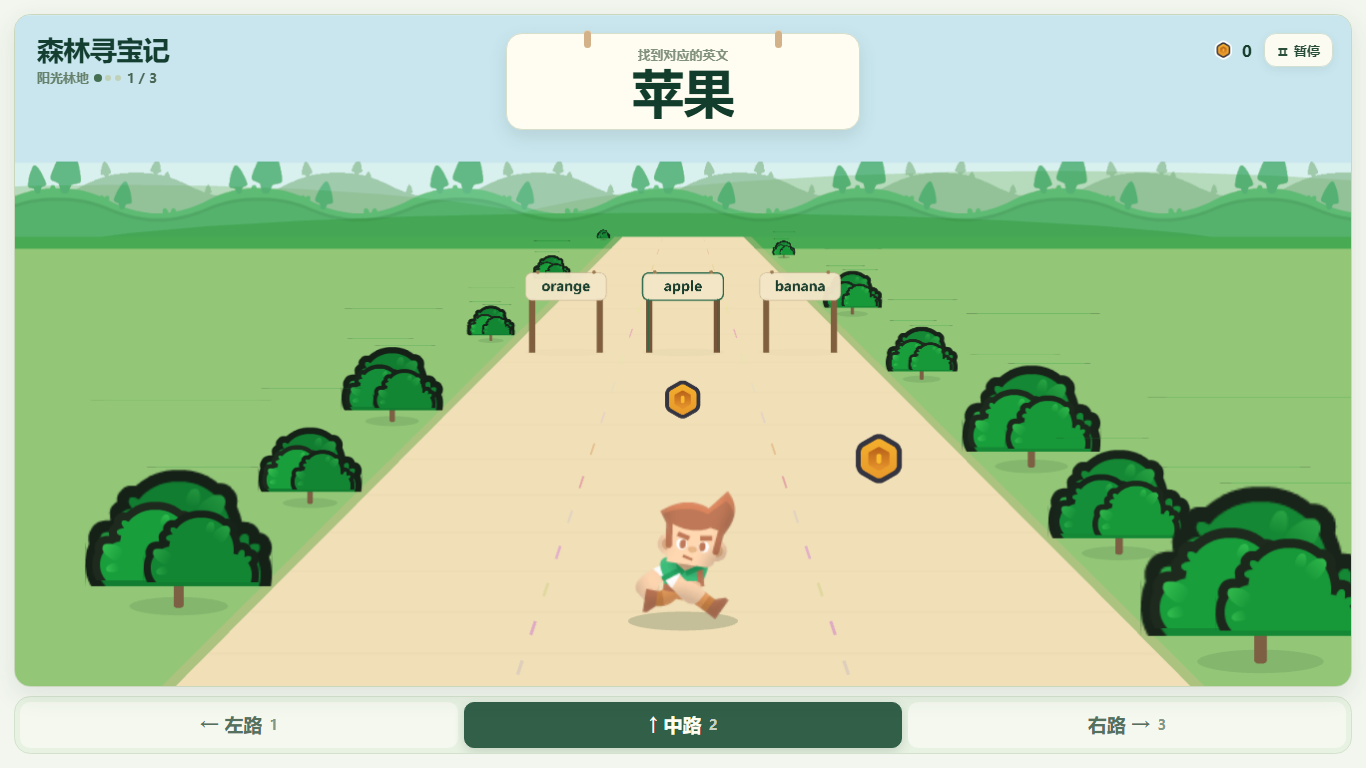 森林寻宝记
阳光林地 1 / 3
找到对应的英文
苹果
0
暂停
orange
apple
banana
← 左路 1
↑ 中路 2
右路 → 3